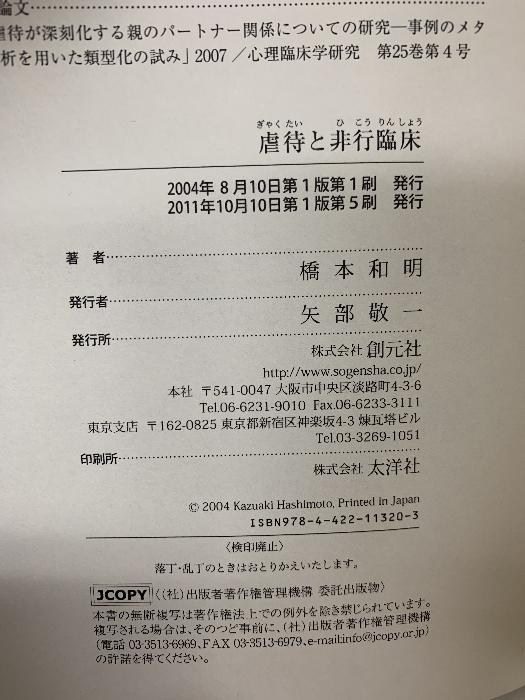 論文
虐待が深刻化する親のパートナー関係についての研究―事例のメタ
析を用いた類型化の試み」2007／心理臨床学研究　第25巻第4号
ぎゃくたい　ひ こう りんしょう
虐待と非行臨床
2004年 8月10日第1版第1刷　発行
2011年10月10日第1版第5刷　発行
著　者
橋本和明
発行者
矢部敬一
発行所
株式会社 創元社
http://www.sogensha.co.jp/
本社　〒541-0047 大阪市中央区淡路町4-3-6
Tel.06-6231-9010 Fax.06-6233-3111
東京支店　〒162-0825 東京都新宿区神楽坂4-3 煉瓦塔ビル
Tel.03-3269-1051
印刷所
株式会社 太洋社
© 2004 Kazuaki Hashimoto, Printed in Japan
ISBN978-4-422-11320-3
〈検印廃止〉
落丁・乱丁のときはおとりかえいたします。
JCOPY 〈(社)出版者著作権管理機構 委託出版物〉
本書の無断複写は著作権法上での例外を除き禁じられています。
複写される場合は、そのつど事前に、(社)出版者著作権管理機構
(電話 03-3513-6969、FAX 03-3513-6979、e-mail:info@jcopy.or.jp)
の許諾を得てください。